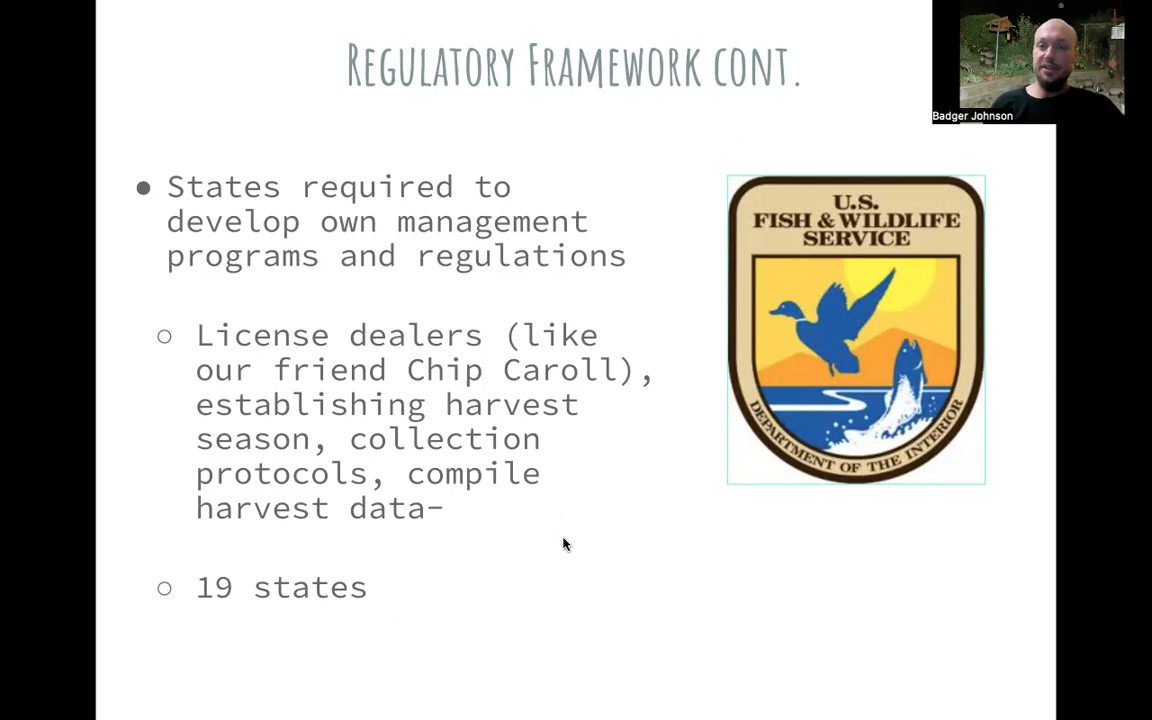 REGULATORY FRAMEWORK CONT.
Badger Johnson
● States required to
develop own management
programs and regulations
○ License dealers (like
our friend Chip Caroll),
establishing harvest
season, collection
protocols, compile
harvest data-
○ 19 states
U.S.
FISH & WILDLIFE
SERVICE
DEPARTMENT OF THE INTERIOR